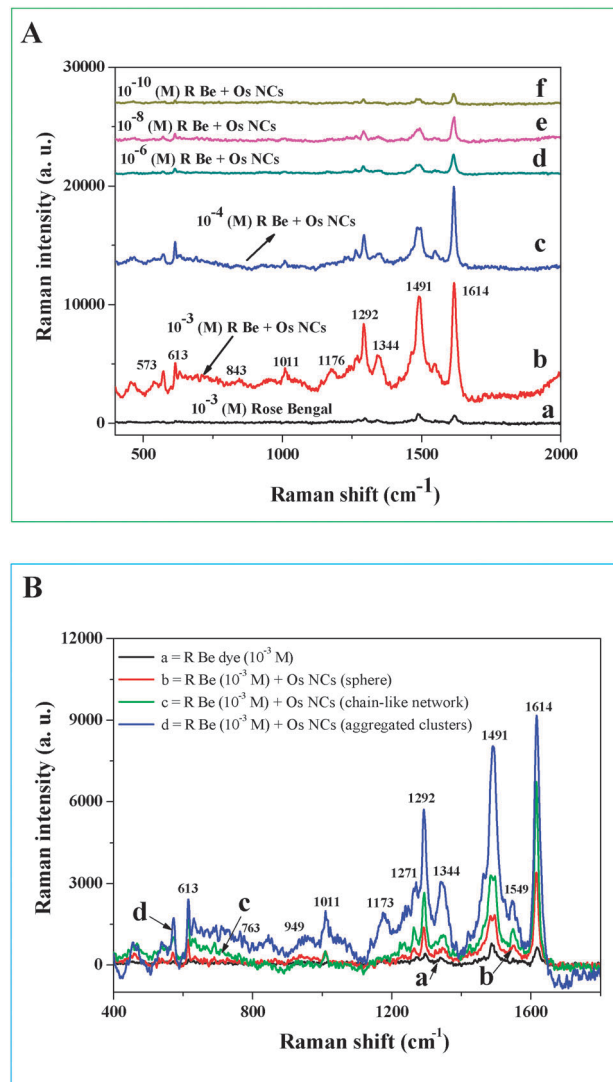 A
30000
20000
10000
0
Raman intensity (a. u.)
10⁻¹⁰ (M) R Be + Os NCs
f
10⁻⁸ (M) R Be + Os NCs
e
10⁻⁶ (M) R Be + Os NCs
d
10⁻⁴ (M) R Be + Os NCs
c
10⁻³ (M) R Be + Os NCs
b
573
613
843
1011
1176
1292
1344
1491
1614
10⁻³ (M) Rose Bengal
a
500 1000 1500 2000
Raman shift (cm⁻¹)
B
12000
9000
6000
3000
0
Raman intensity (a. u.)
a = R Be dye (10⁻³ M)
b = R Be (10⁻³ M) + Os NCs (sphere)
c = R Be (10⁻³ M) + Os NCs (chain-like network)
d = R Be (10⁻³ M) + Os NCs (aggregated clusters)
d
613
c
763
949
1011
1173
1271
1292
1344
1491
1549
1614
a
b
400 800 1200 1600
Raman shift (cm⁻¹)